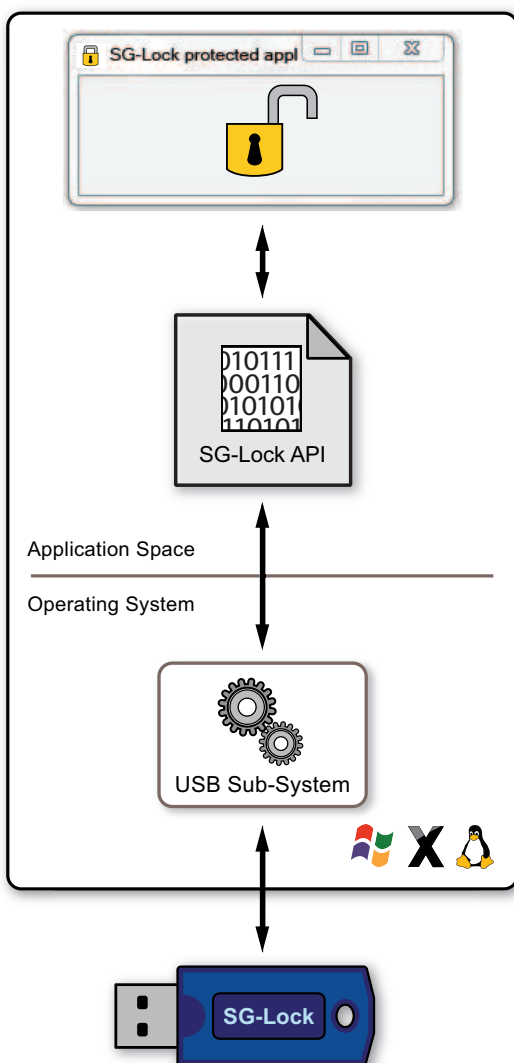 SG-Lock protected appl
010111
000110
010101
110101
SG-Lock API
Application Space
Operating System
USB Sub-System
X
SG-Lock